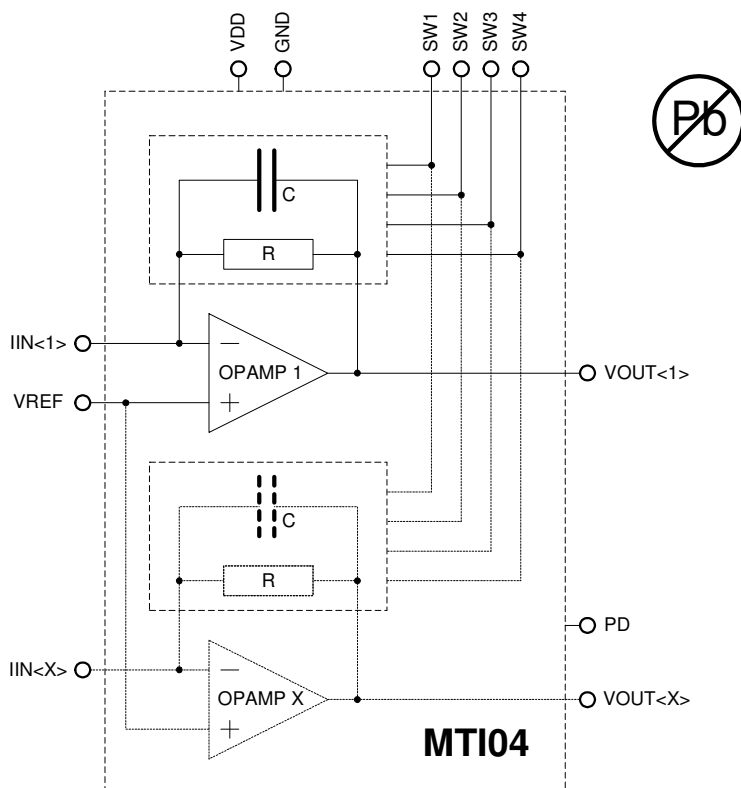 VDD
GND
SW1
SW2
SW3
SW4
Pb
C
R
IIN<1>
OPAMP 1
VOUT<1>
VREF
C
R
PD
IIN<X>
OPAMP X
VOUT<X>
MTI04